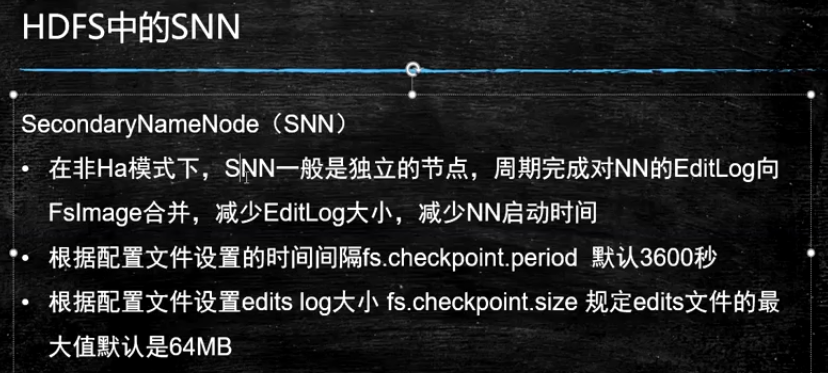 HDFS中的SNN
SecondaryNameNode（SNN）
• 在非Ha模式下，SNN一般是独立的节点，周期完成对NN的EditLog向
FsImage合并，减少EditLog大小，减少NN启动时间
• 根据配置文件设置的时间间隔fs.checkpoint.period 默认3600秒
• 根据配置文件设置edits log大小 fs.checkpoint.size 规定edits文件的最
大值默认是64MB